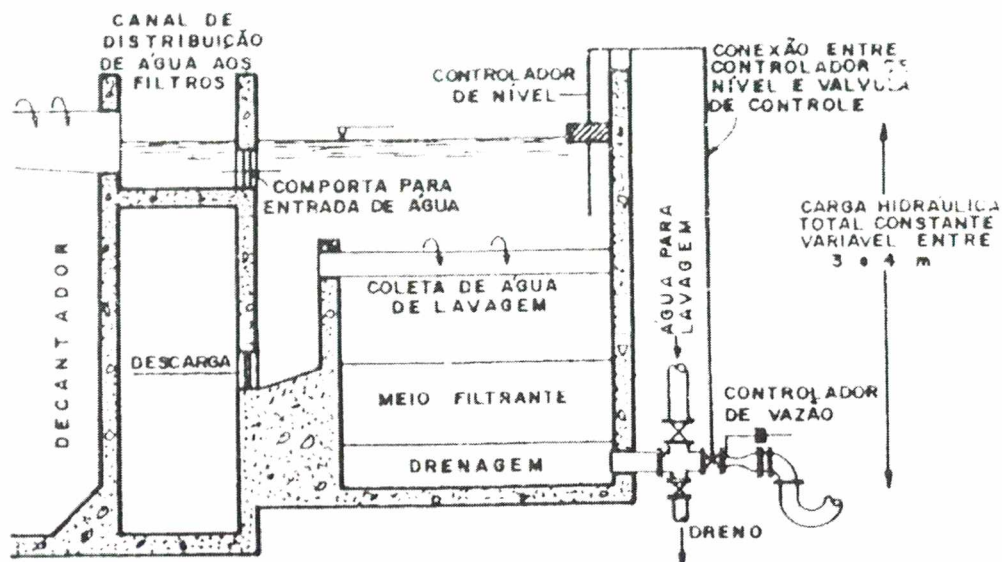 CANAL DE
DISTRIBUIÇÃO
DE ÁGUA AOS
FILTROS
CONTROLADOR
DE NÍVEL
CONEXÃO ENTRE
CONTROLADOR DE
NÍVEL E VALVULA
DE CONTROLE
COMPORTA PARA
ENTRADA DE ÁGUA
CARGA HIDRÁULICA
TOTAL CONSTANTE
VARIÁVEL ENTRE
3 e 4 m
DECANTADOR
COLETA DE ÁGUA
DE LAVAGEM
ÁGUA PARA
LAVAGEM
DESCARGA
MEIO FILTRANTE
CONTROLADOR
DE VAZÃO
DRENAGEM
DRENO